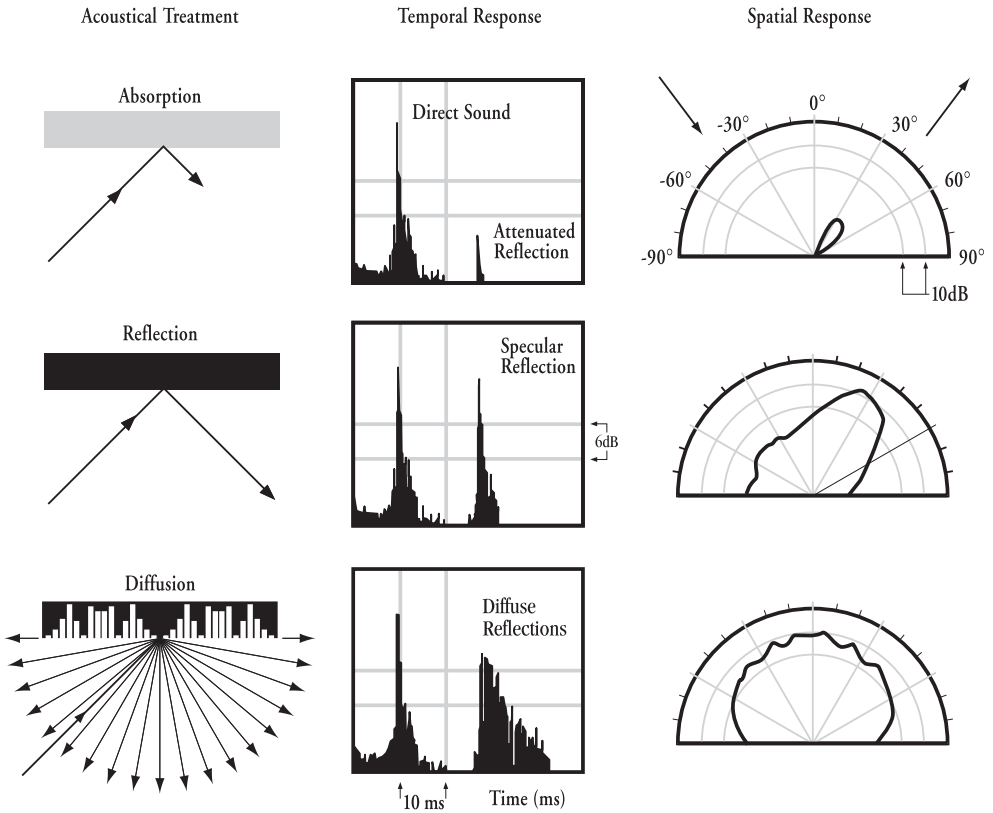 Acoustical Treatment
Temporal Response
Spatial Response
Absorption
Direct Sound
Attenuated
Reflection
-90°
-60°
-30°
0°
30°
60°
90°
10dB
Reflection
Specular
Reflection
6dB
Diffusion
Diffuse
Reflections
10 ms
Time (ms)